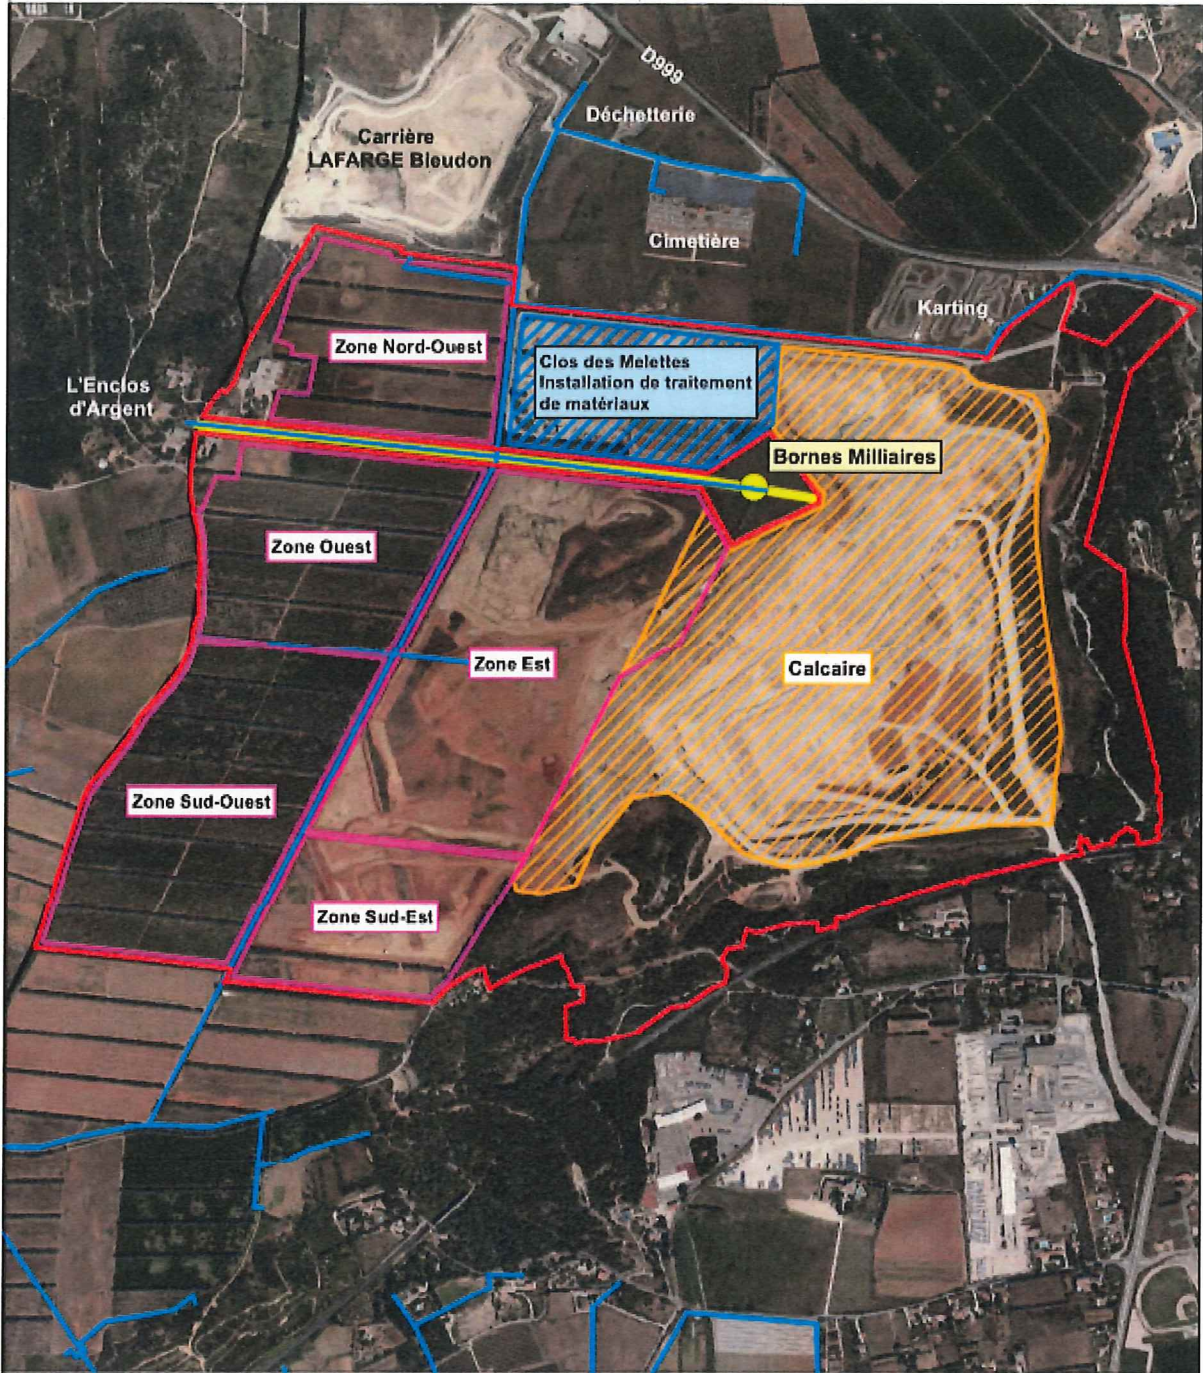 D999
Déchetterie
Carrière
LAFARGE Bleudon
Cimetière
Karting
Zone Nord-Ouest
Clos des Melettes
Installation de traitement
de matériaux
L'Enclos
d'Argent
Bornes Milliaires
Zone Ouest
Zone Est
Calcaire
Zone Sud-Ouest
Zone Sud-Est